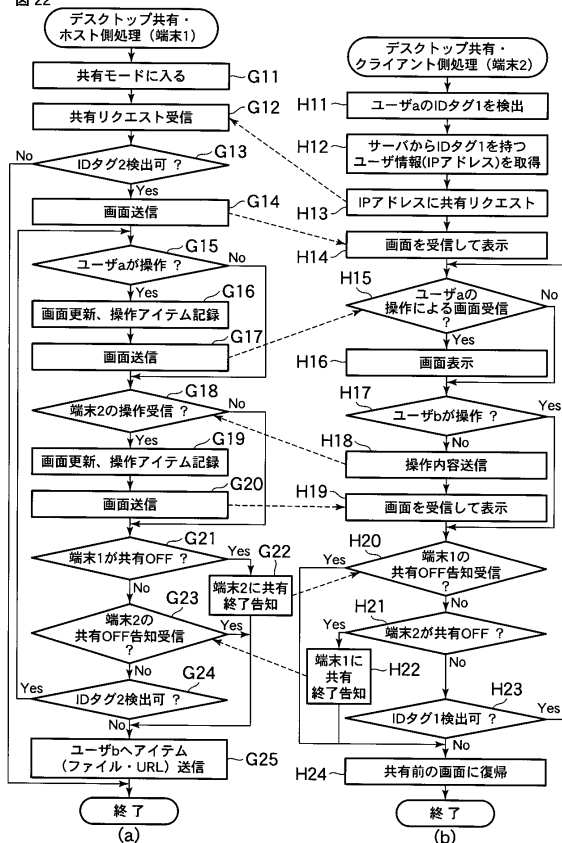 図22
デスクトップ共有・
ホスト側処理(端末1)
共有モードに入る
G11
共有リクエスト受信
G12
IDタグ2検出可?
G13
No
Yes
画面送信
G14
ユーザaが操作?
G15
No
Yes
画面更新、操作アイテム記録
G16
画面送信
G17
端末2の操作受信?
G18
No
Yes
画面更新、操作アイテム記録
G19
画面送信
G20
端末1が共有OFF?
G21
Yes
No
端末2に共有
終了告知
G22
端末2の
共有OFF告知受信
?
G23
Yes
No
IDタグ2検出可?
G24
Yes
No
ユーザbへアイテム
(ファイル・URL)送信
G25
終了
(a)
デスクトップ共有・
クライアント側処理(端末2)
H11
ユーザaのIDタグ1を検出
H12
サーバからIDタグ1を持つ
ユーザ情報(IPアドレス)を取得
H13
IPアドレスに共有リクエスト
H14
画面を受信して表示
H15
ユーザaの
操作による画面受信
?
No
Yes
H16
画面表示
H17
ユーザbが操作?
Yes
No
H18
操作内容送信
H19
画面を受信して表示
H20
端末1の
共有OFF告知受信
?
Yes
No
H21
端末2が共有OFF?
Yes
No
端末1に
共有
終了告知
H22
H23
IDタグ1検出可?
Yes
No
H24
共有前の画面に復帰
終了
(b)